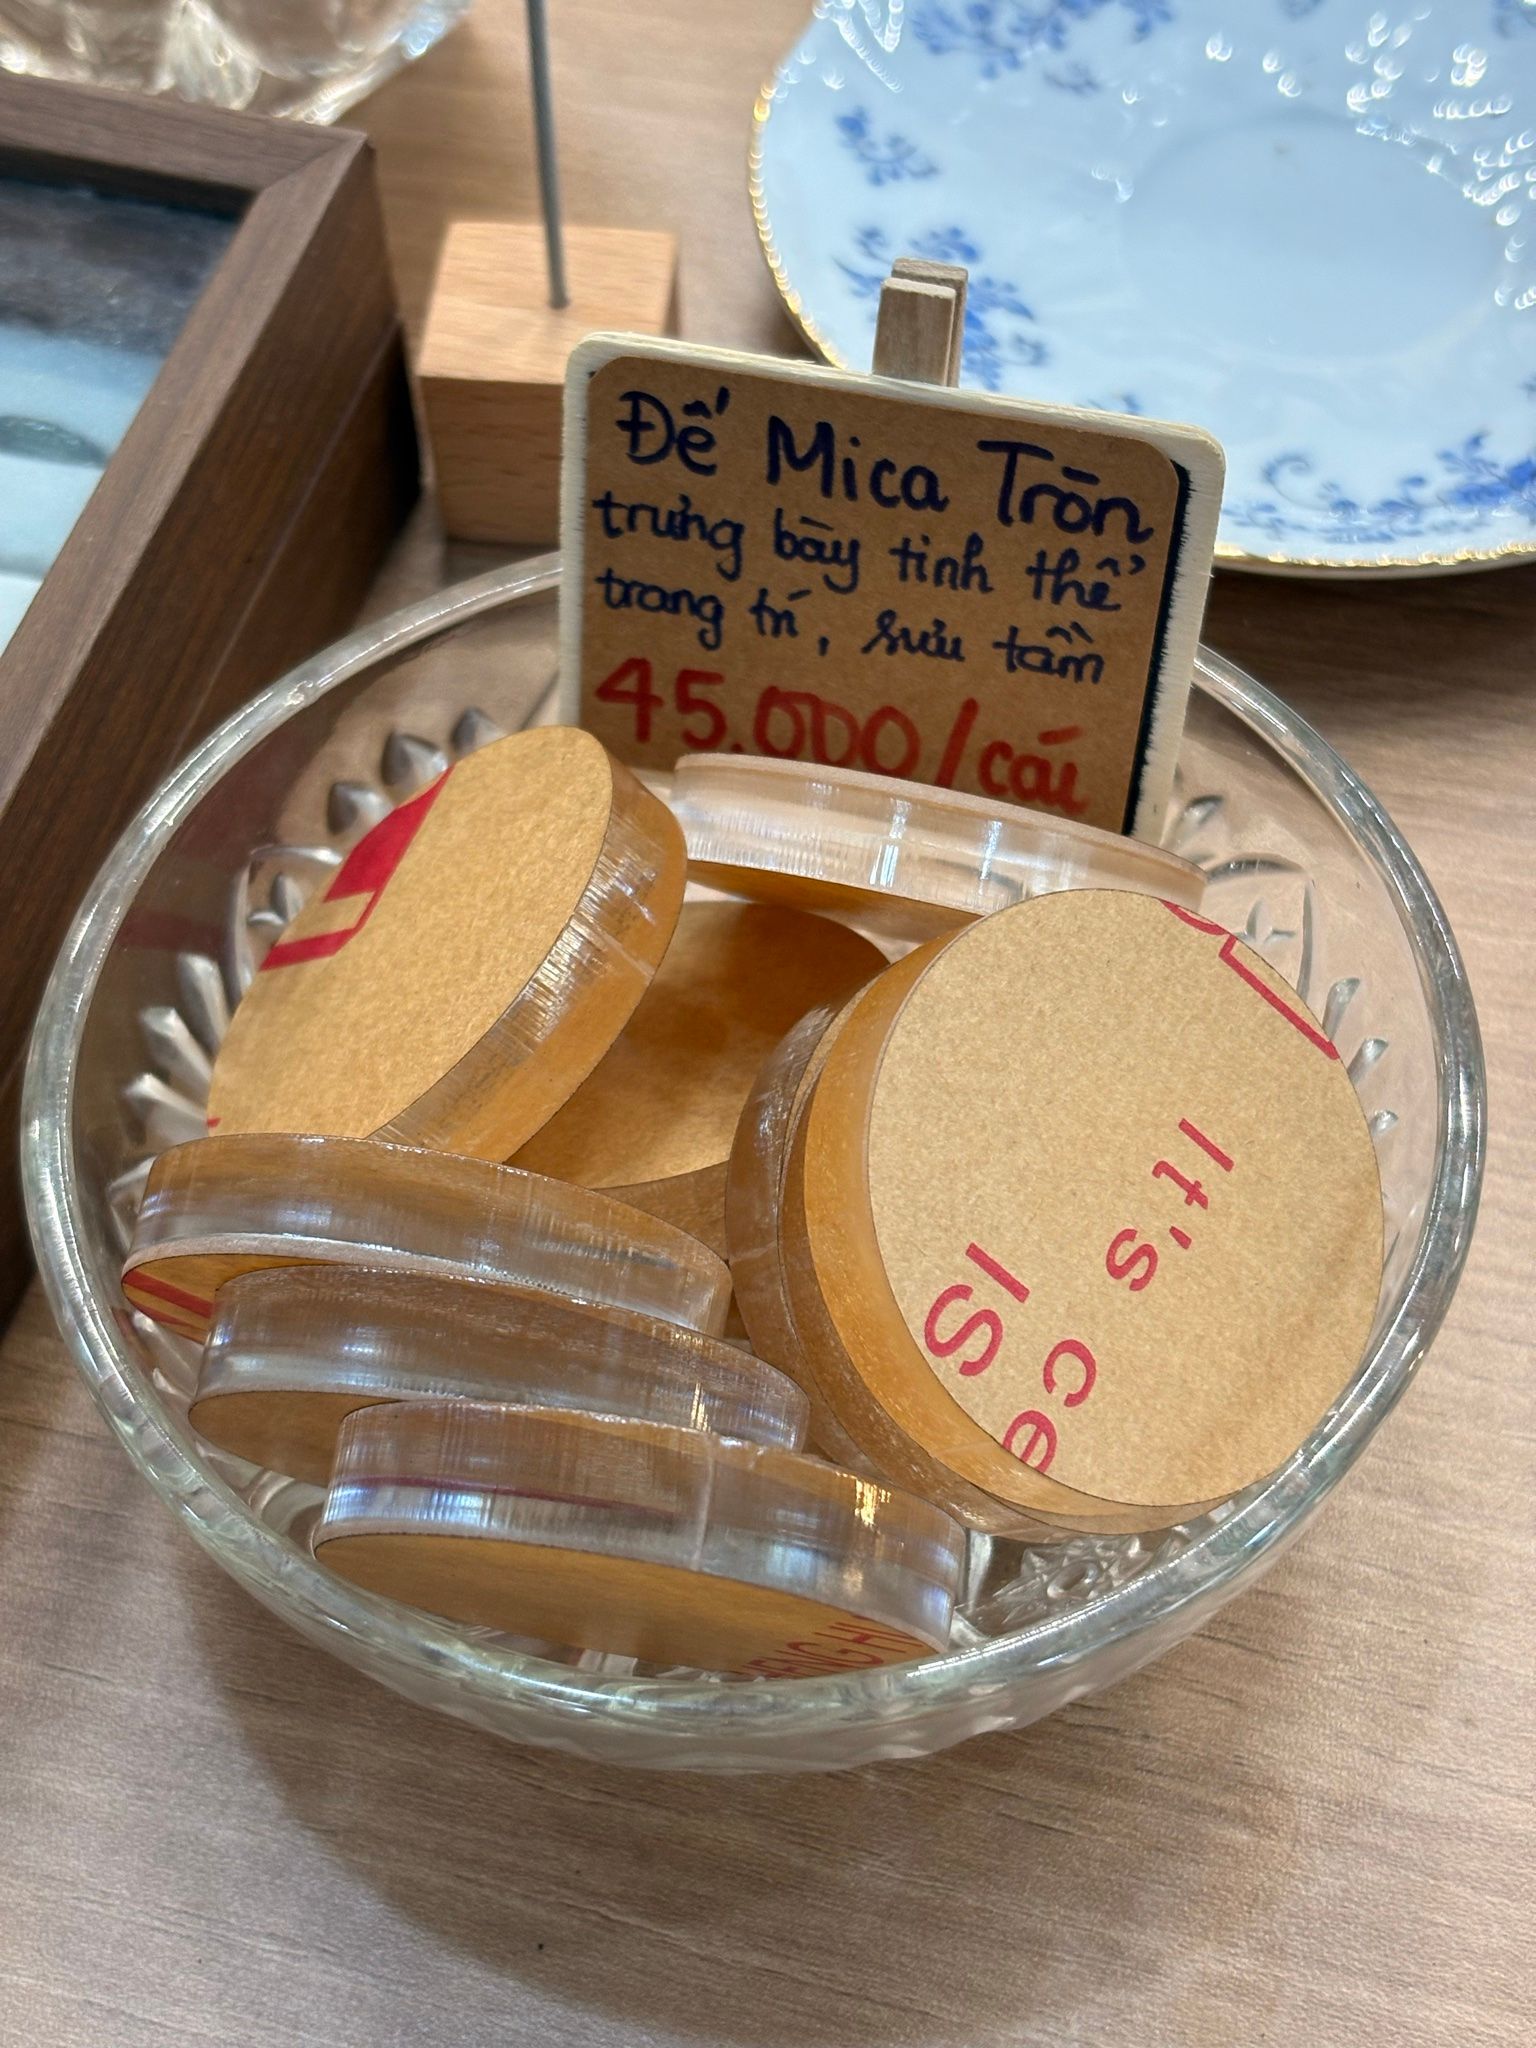 Đế Mica Tròn
trưng bày tinh thể
trang trí, sưu tầm
45.000/cái
It's
ce
IS